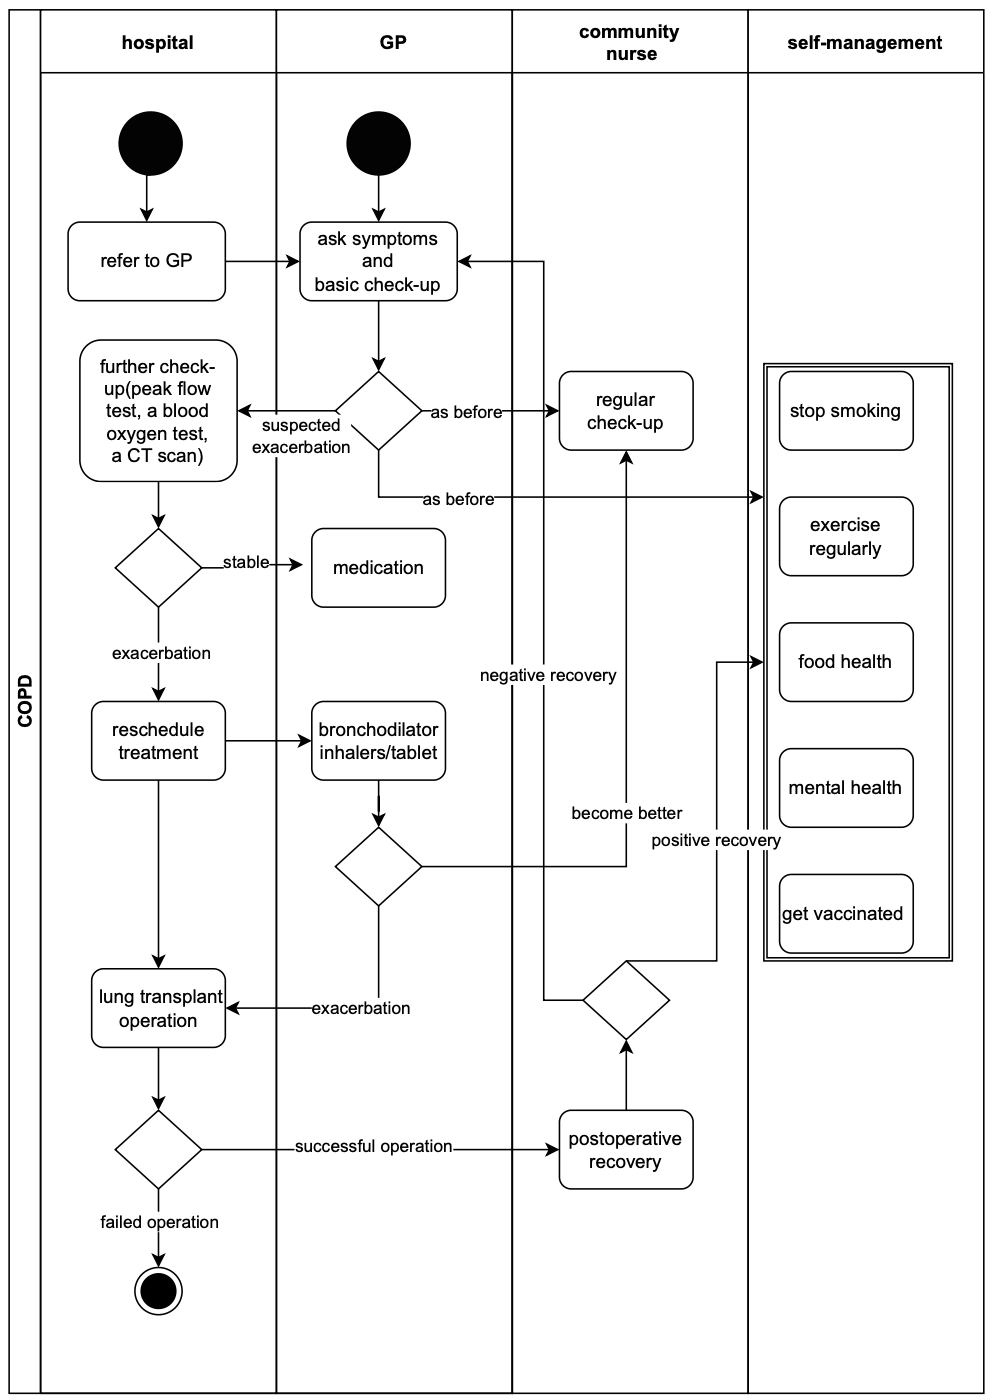 COPD
hospital
GP
community
nurse
self-management
refer to GP
ask symptoms
and
basic check-up
further check-
up(peak flow
test, a blood
oxygen test,
a CT scan)
suspected
exacerbation
as before
regular
check-up
stop smoking
as before
exercise
regularly
stable
medication
exacerbation
food health
negative recovery
reschedule
treatment
bronchodilator
inhalers/tablet
mental health
become better
positive recovery
get vaccinated
lung transplant
operation
exacerbation
successful operation
postoperative
recovery
failed operation